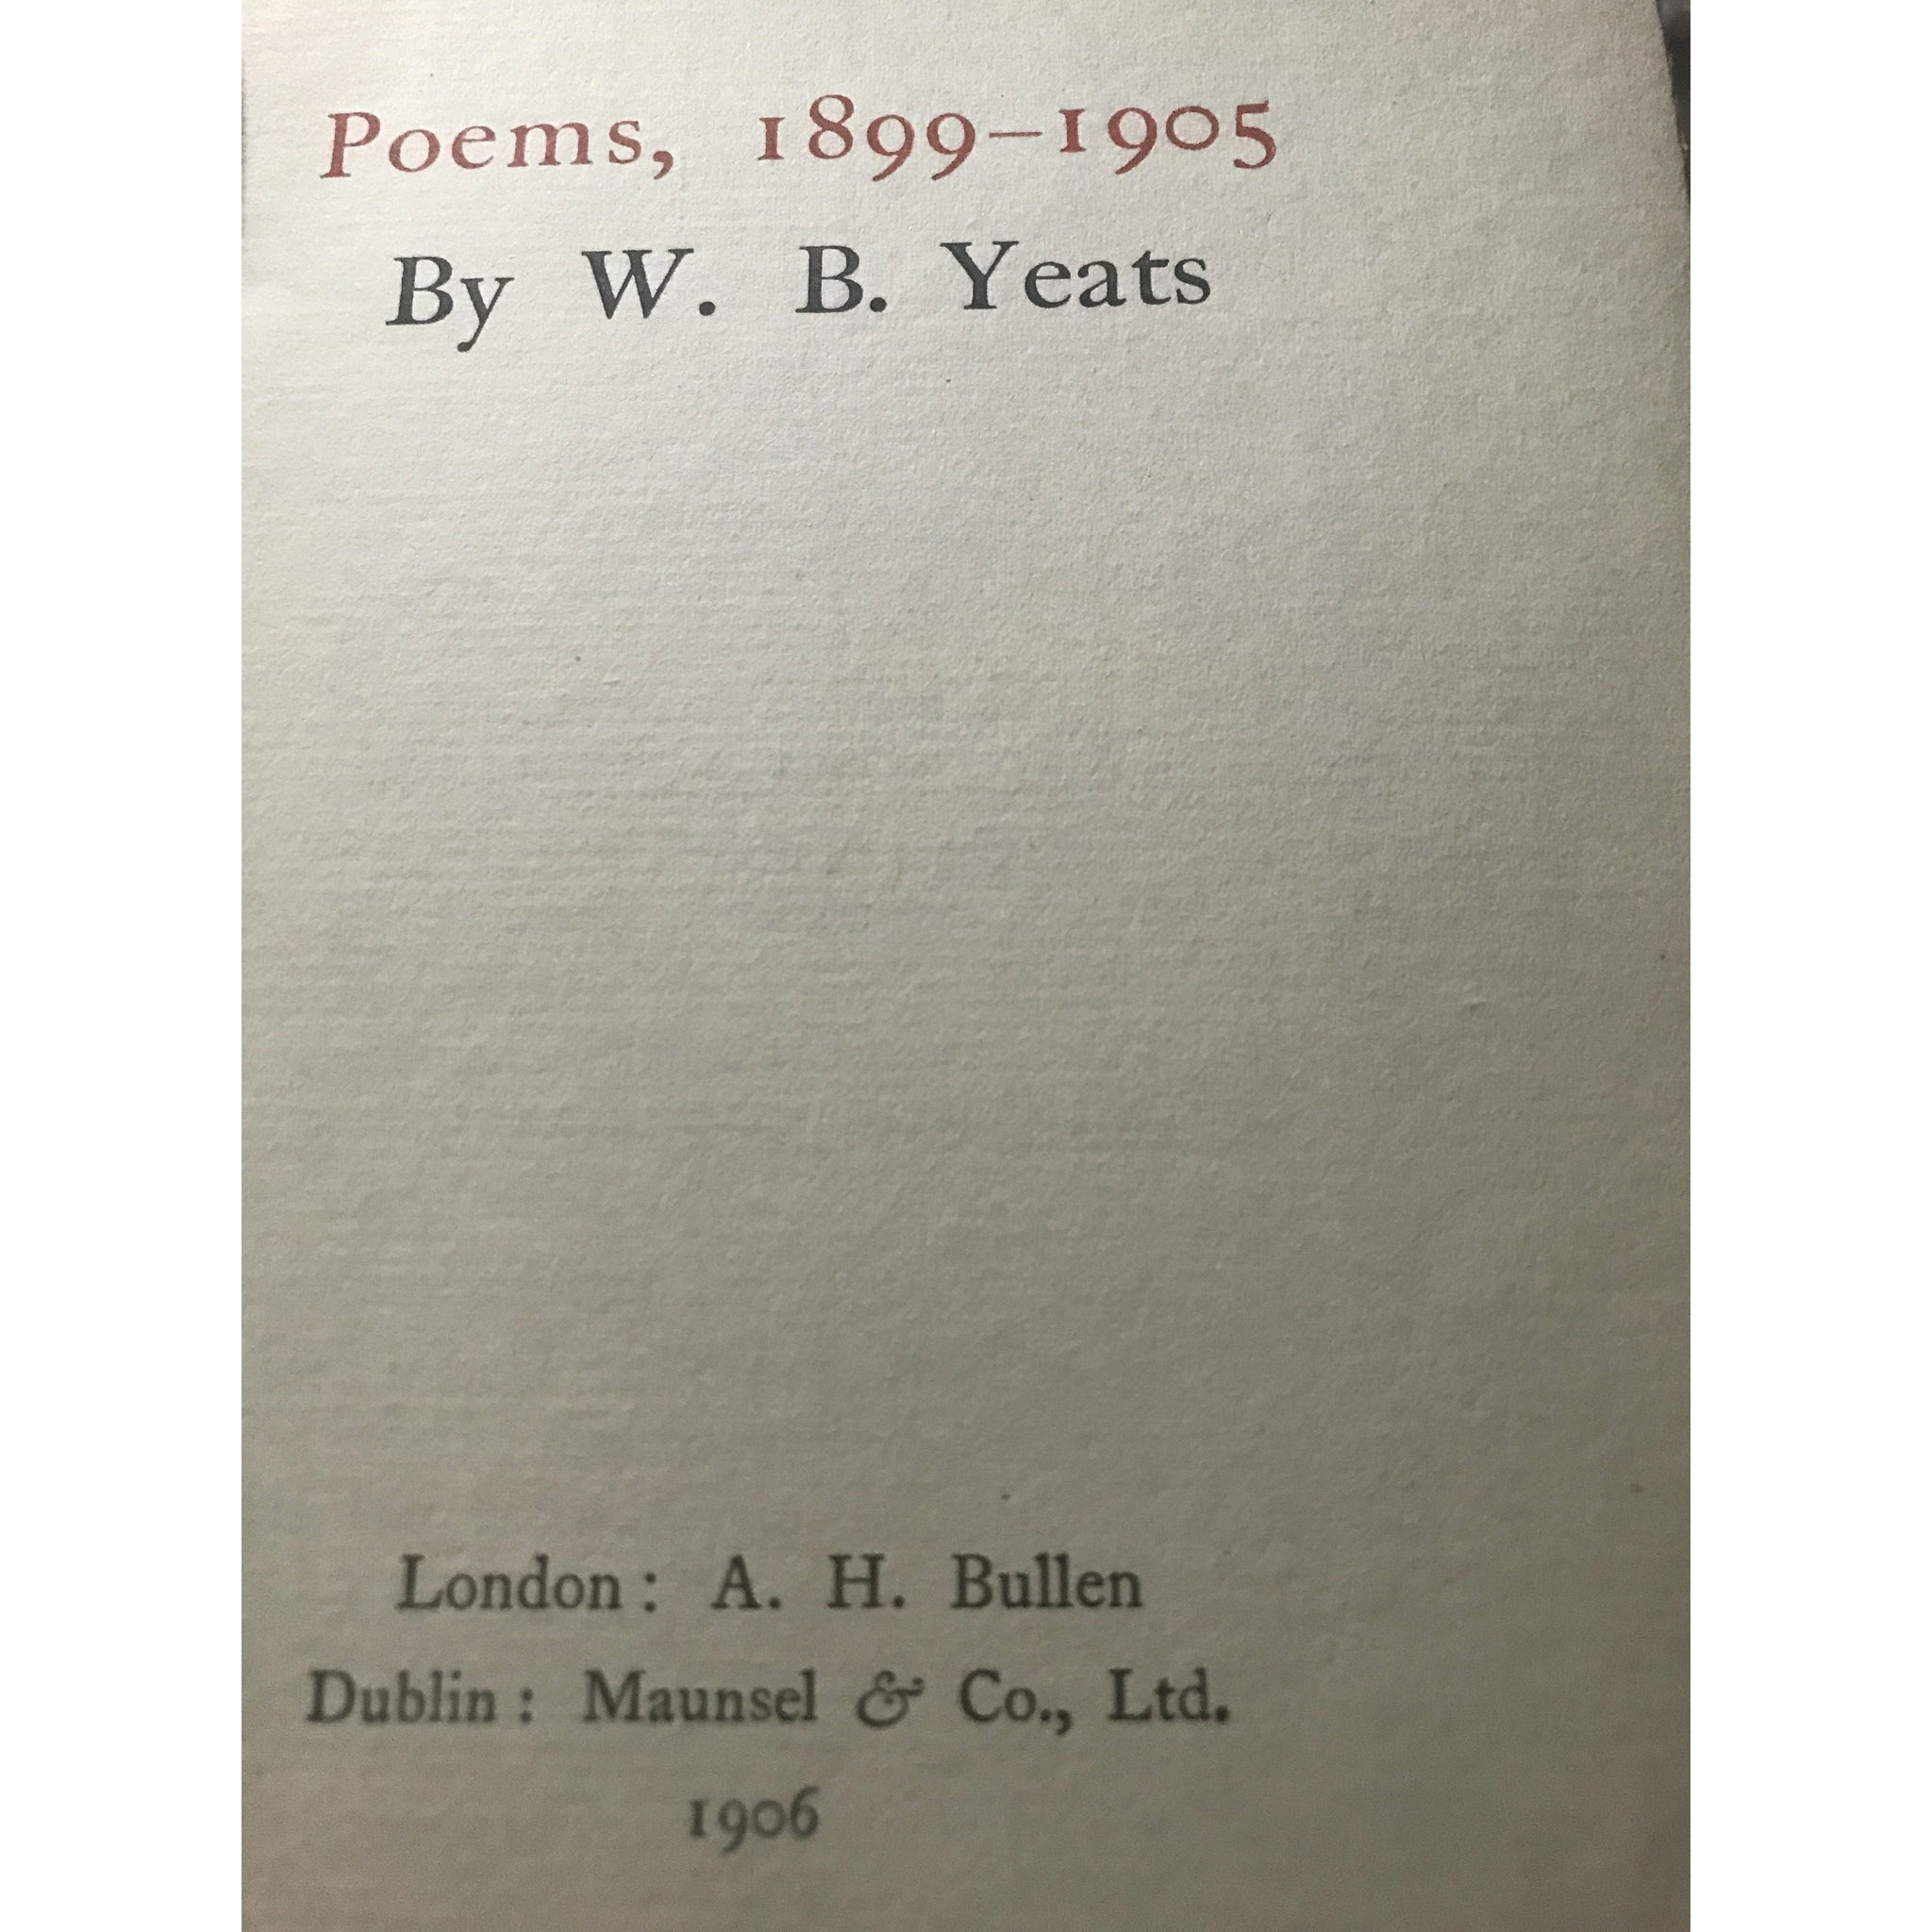 Poems, 1899–1905
By W. B. Yeats
London: A. H. Bullen
Dublin: Maunsel & Co., Ltd.
1906